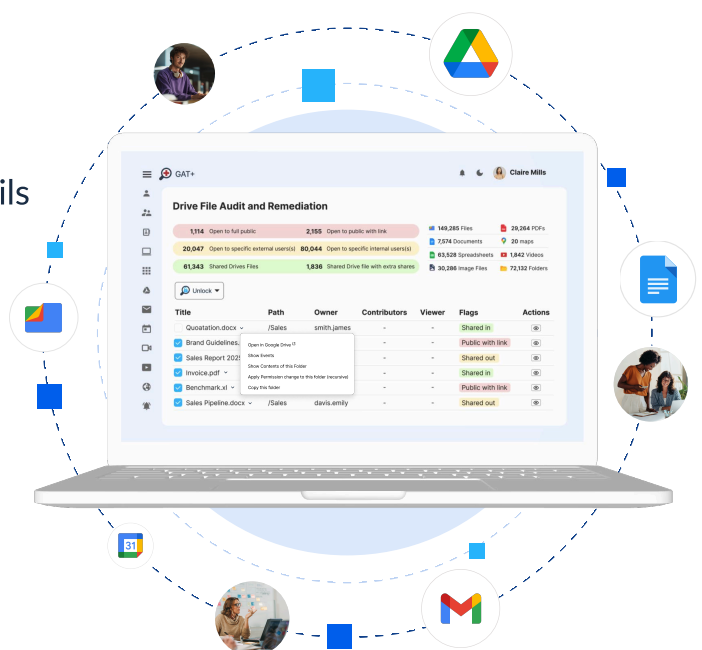 ils
GAT+
Claire Mills
Drive File Audit and Remediation
1,114 Open to full public 2,155 Open to public with link
20,047 Open to specific external users(s) 80,044 Open to specific internal users(s)
61,343 Shared Drives Files 1,836 Shared Drive file with extra shares
149,285 Files 29,264 PDFs
7,574 Documents 20 maps
63,528 Spreadsheets 1,842 Videos
30,286 Image Files 72,132 Folders
Unlock
Title Path Owner Contributors Viewer Flags Actions
Quoatation.docx /Sales smith.james - - Shared in
Brand Guidelines. - - Public with link
Sales Report 202 - - Shared out
Invoice.pdf - - Shared in
Benchmark.xl - - Public with link
Sales Pipeline.docx /Sales davis.emily - - Shared out
Open in Google Drive
Show Events
Show Contents of this Folder
Apply Permission change to this folder (recursive)
Copy this folder
31